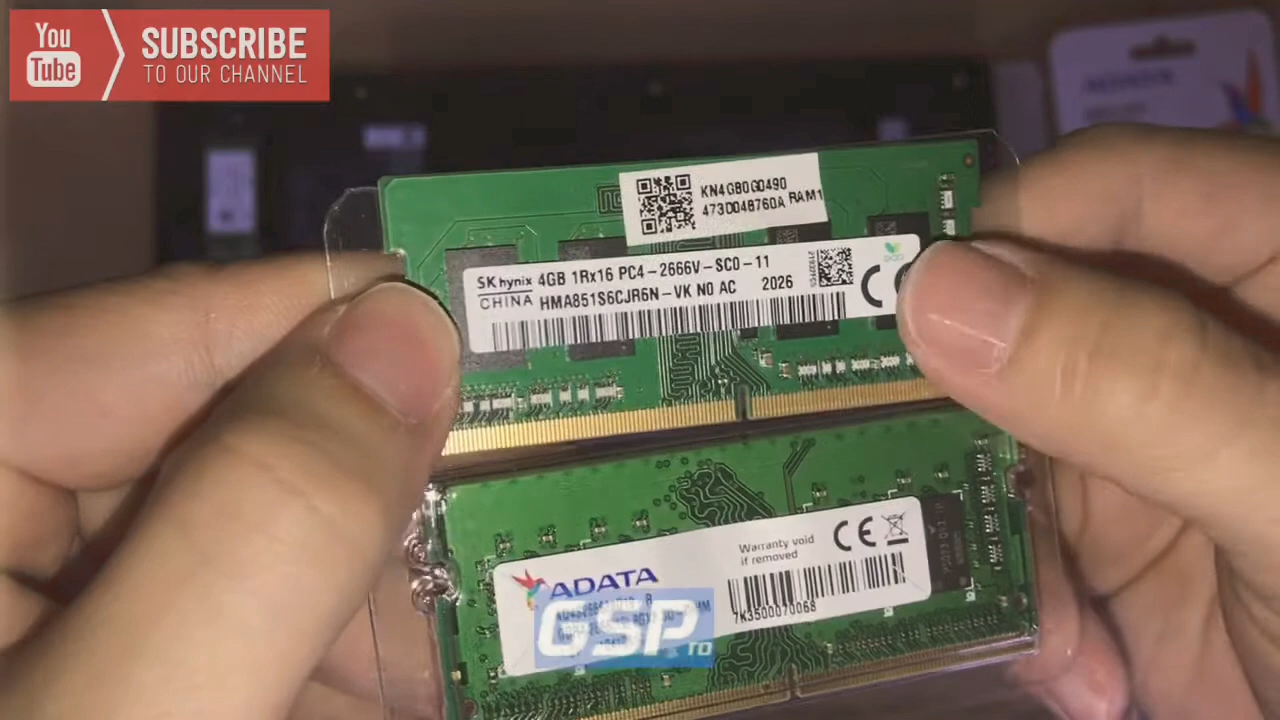 You
Tube
SUBSCRIBE
TO OUR CHANNEL
KN4GB0G0490
473D048760A RAM1
SK hynix
CHINA
4GB 1Rx16 PC4-2666V-SC0-11
HMA851S6CJR6N-VK N0 AC 2026
CE
ADATA
Warranty void
if removed
7K3500070068
GSP
TO